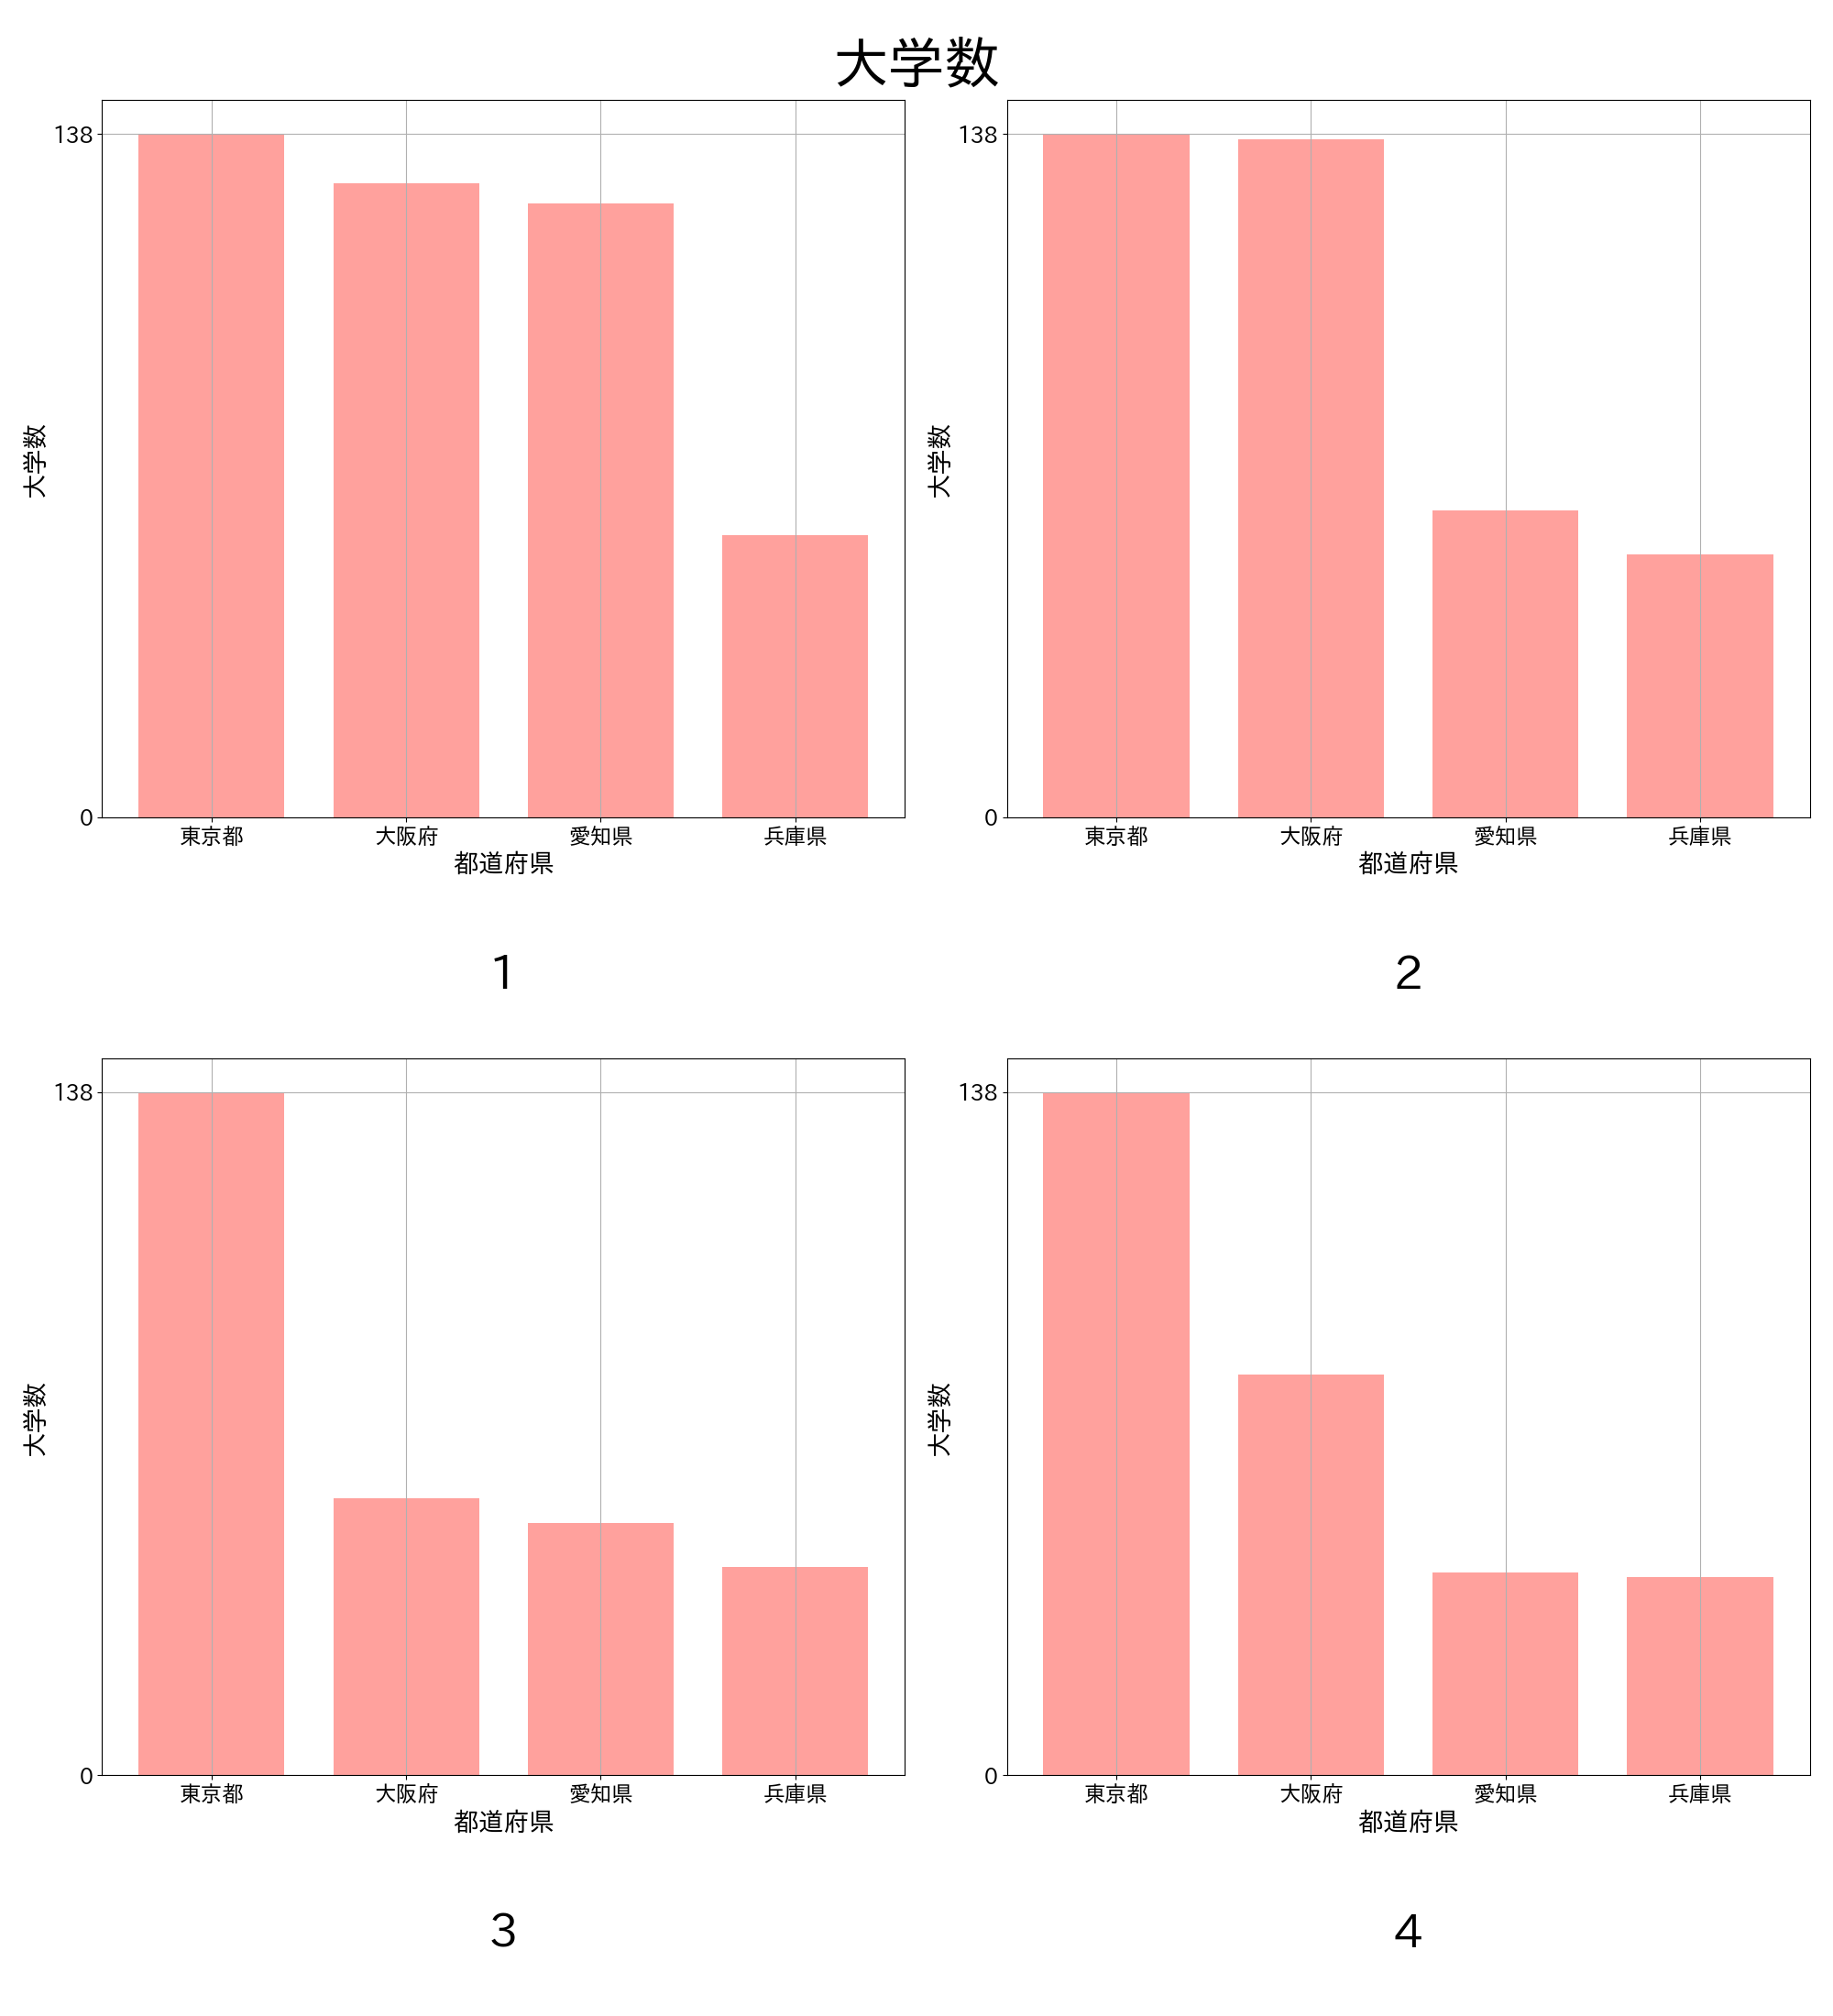 大学数
138
0
大学数
東京都 大阪府 愛知県 兵庫県
都道府県
1
138
0
大学数
東京都 大阪府 愛知県 兵庫県
都道府県
2
138
0
大学数
東京都 大阪府 愛知県 兵庫県
都道府県
3
138
0
大学数
東京都 大阪府 愛知県 兵庫県
都道府県
4